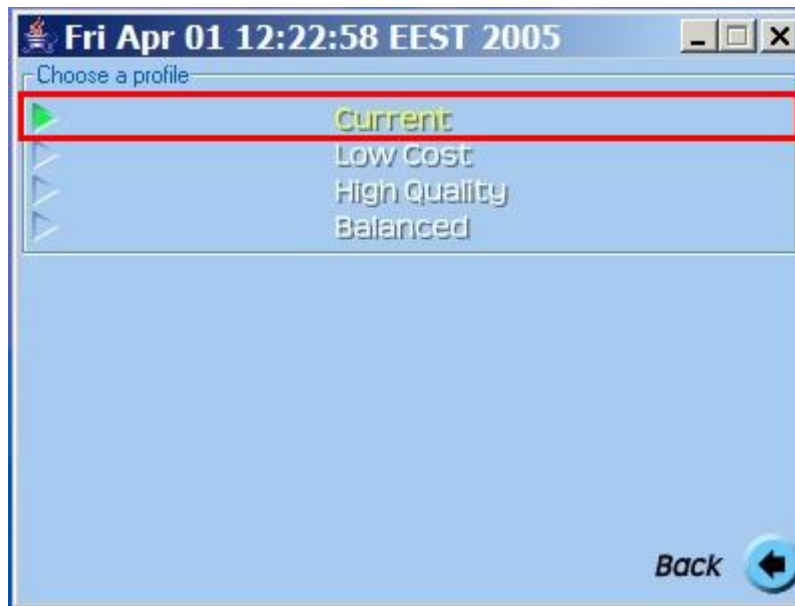 Fri Apr 01 12:22:58 EEST 2005
Choose a profile
Current
Low Cost
High Quality
Balanced
Back